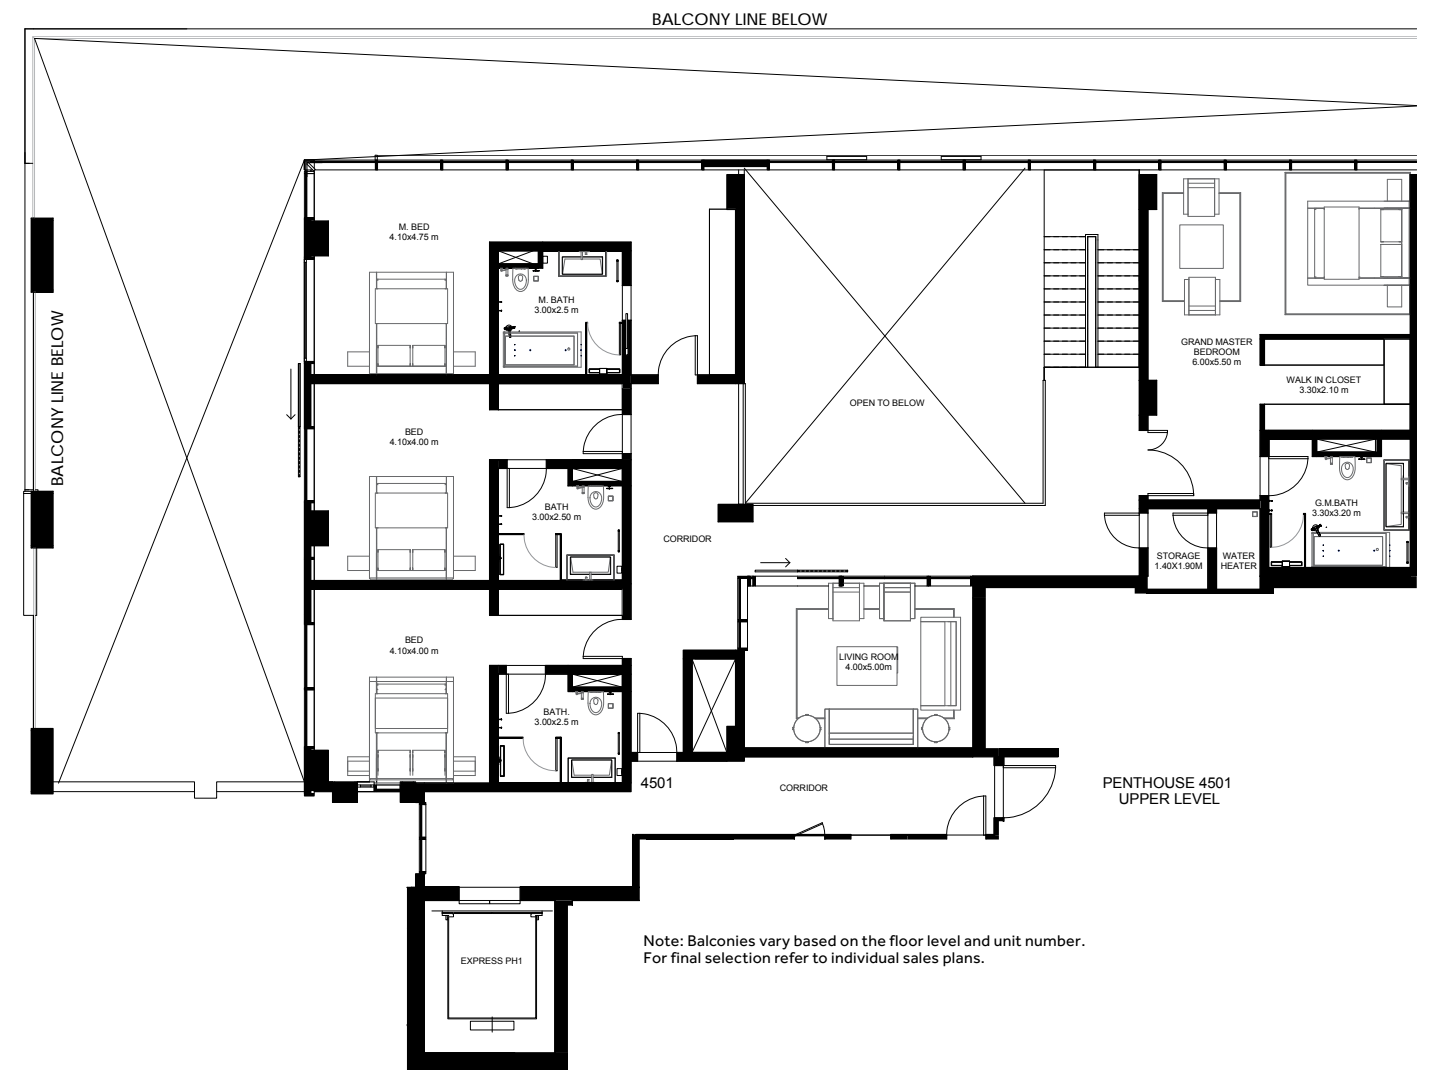 BALCONY LINE BELOW
BALCONY LINE BELOW
M. BED
4.10x4.75 m
M. BATH
3.00x2.5 m
BED
4.10x4.00 m
BATH
3.00x2.50 m
BED
4.10x4.00 m
BATH.
3.00x2.5 m
CORRIDOR
OPEN TO BELOW
GRAND MASTER
BEDROOM
6.00x5.50 m
WALK IN CLOSET
3.30x2.10 m
G.M.BATH
3.30x3.20 m
STORAGE
1.40X1.90M
WATER
HEATER
LIVING ROOM
4.00x5.00m
4501
CORRIDOR
PENTHOUSE 4501
UPPER LEVEL
EXPRESS PH1
Note: Balconies vary based on the floor level and unit number.
For final selection refer to individual sales plans.